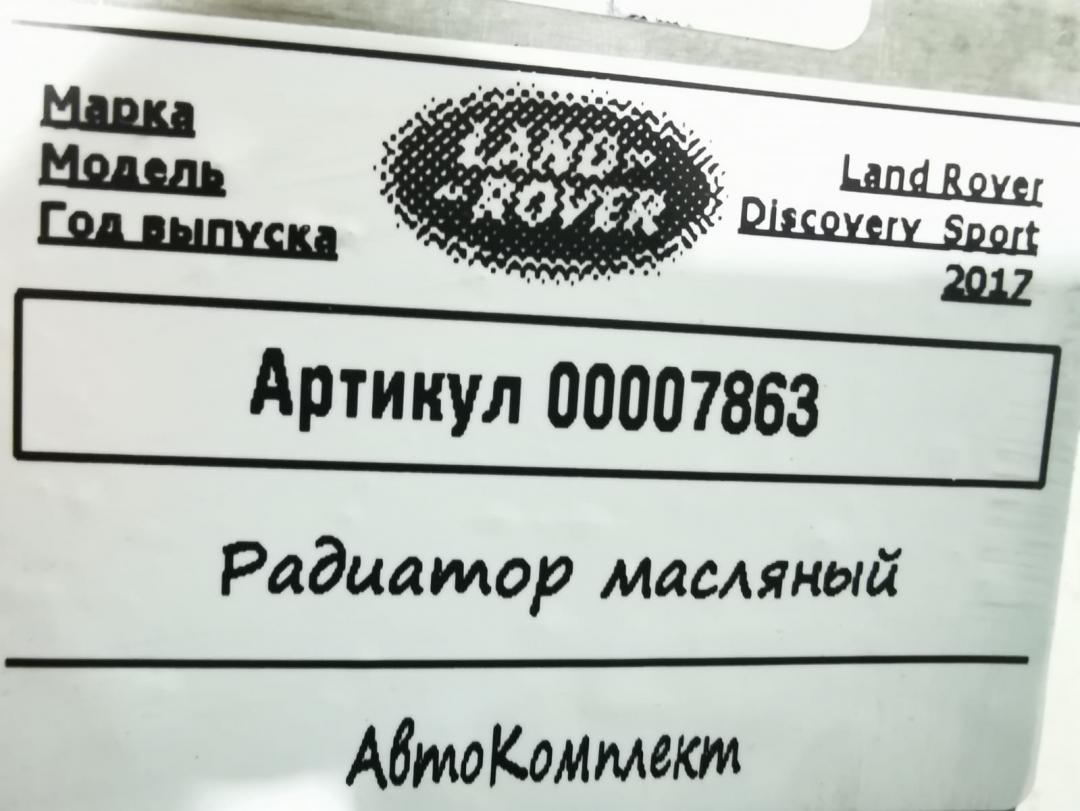 Марка
Модель
Год выпуска
LAND-
-ROVER
Land Rover
Discovery Sport
2017
Артикул 00007863
Радиатор масляный
АвтоКомплект